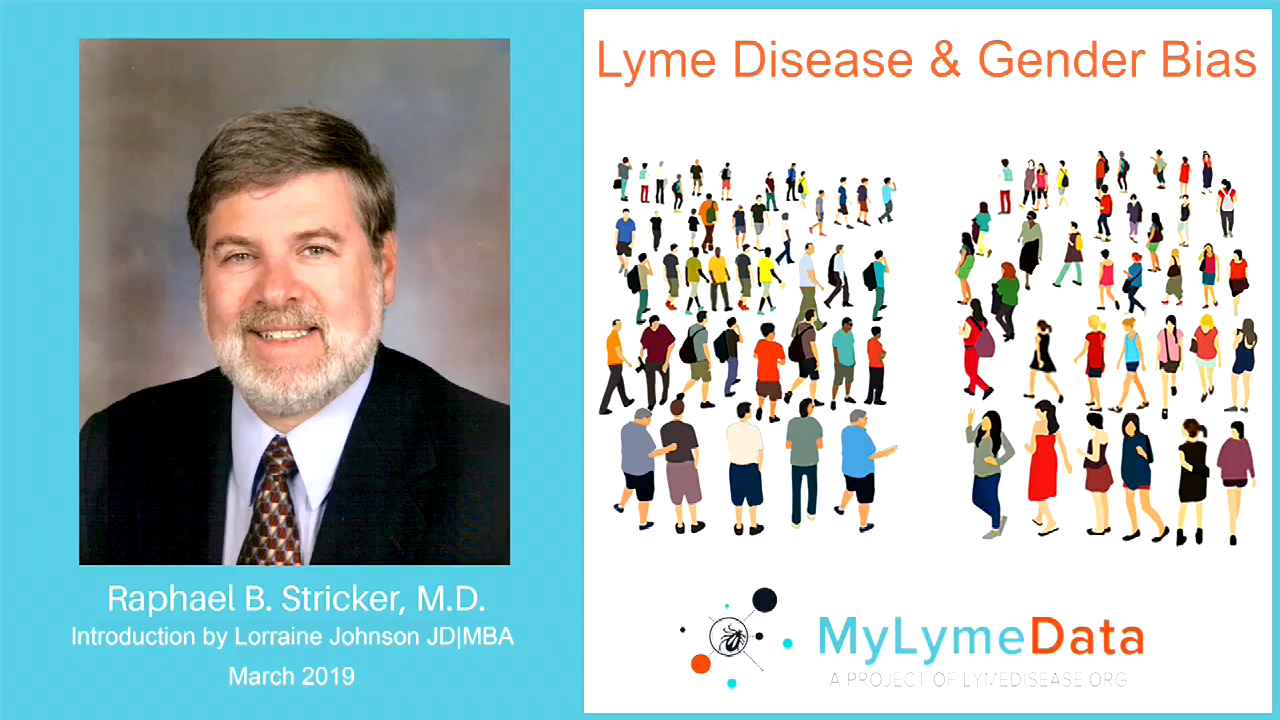 Lyme Disease & Gender Bias
Raphael B. Stricker, M.D.
Introduction by Lorraine Johnson JD|MBA
March 2019
MyLymeData
A PROJECT OF LYMEDISEASE.ORG